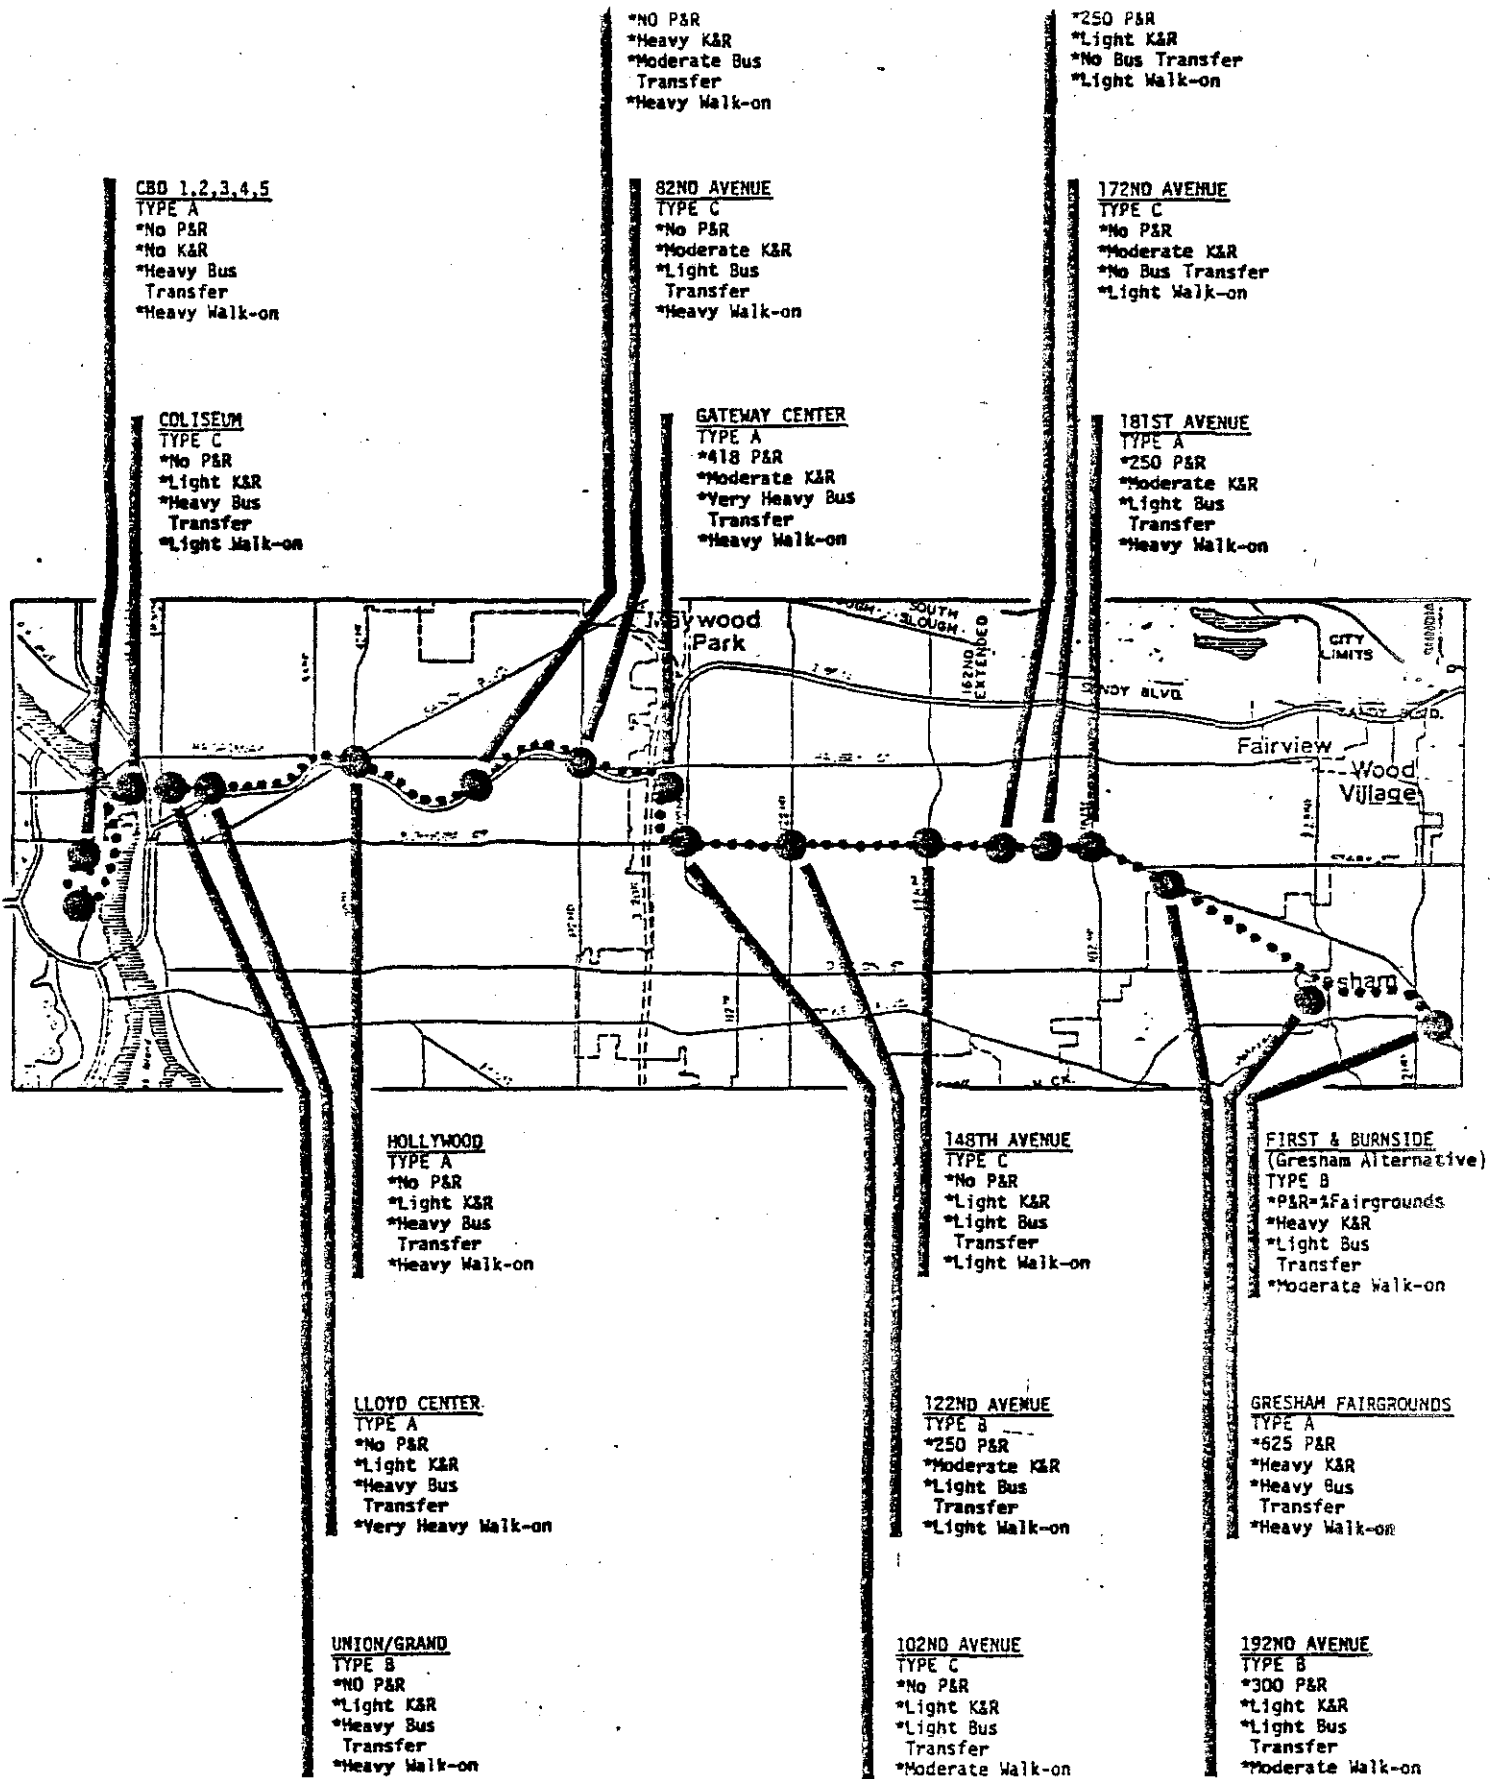 *NO P&R
*Heavy K&R
*Moderate Bus
Transfer
*Heavy Walk-on
*250 P&R
*Light K&R
*No Bus Transfer
*Light Walk-on
CBD 1,2,3,4,5
TYPE A
*No P&R
*No K&R
*Heavy Bus
Transfer
*Heavy Walk-on
82ND AVENUE
TYPE C
*No P&R
*Moderate K&R
*Light Bus
Transfer
*Heavy Walk-on
172ND AVENUE
TYPE C
*No P&R
*Moderate K&R
*No Bus Transfer
*Light Walk-on
COLISEUM
TYPE C
*No P&R
*Light K&R
*Heavy Bus
Transfer
*Light Walk-on
GATEWAY CENTER
TYPE A
*418 P&R
*Moderate K&R
*Very Heavy Bus
Transfer
*Heavy Walk-on
181ST AVENUE
TYPE A
*250 P&R
*Moderate K&R
*Light Bus
Transfer
*Heavy Walk-on
Park
SOUTH
SLOUGH
162ND
EXTENDED
CITY
LIMITS
BLVD.
Fairview
Wood
Village
HOLLYWOOD
TYPE A
*No P&R
*Light K&R
*Heavy Bus
Transfer
*Heavy Walk-on
148TH AVENUE
TYPE C
*No P&R
*Light K&R
*Light Bus
Transfer
*Light Walk-on
FIRST & BURNSIDE
(Gresham Alternative)
TYPE B
*Heavy K&R
*Light Bus
Transfer
*Moderate Walk-on
LLOYD CENTER
TYPE A
*No P&R
*Light K&R
*Heavy Bus
Transfer
*Very Heavy Walk-on
122ND AVENUE
TYPE B
*250 P&R
*Moderate K&R
*Light Bus
Transfer
*Light Walk-on
GRESHAM FAIRGROUNDS
TYPE A
*625 P&R
*Heavy K&R
*Heavy Bus
Transfer
*Heavy Walk-on
UNION/GRAND
TYPE B
*NO P&R
*Light K&R
*Heavy Bus
Transfer
*Heavy Walk-on
102ND AVENUE
TYPE C
*No P&R
*Light K&R
*Light Bus
Transfer
*Moderate Walk-on
192ND AVENUE
TYPE B
*300 P&R
*Light K&R
*Light Bus
Transfer
*Moderate Walk-on